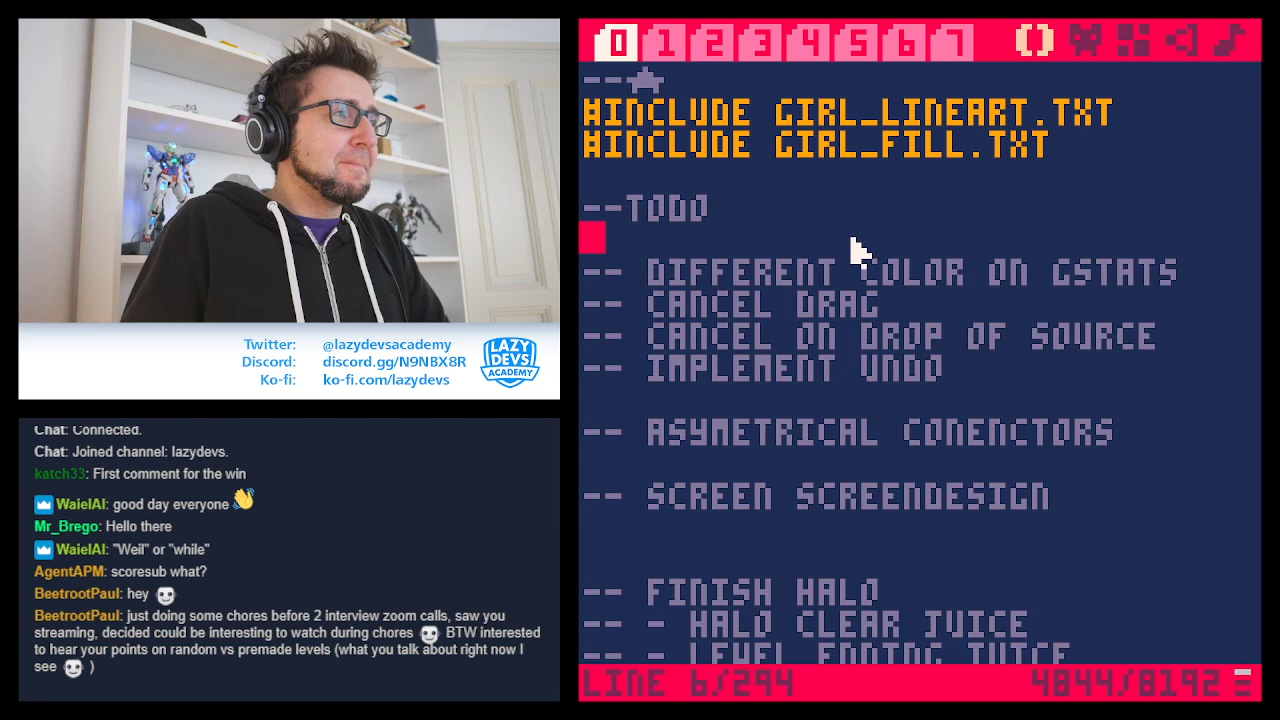 Twitter: @lazydevsacademy
Discord: discord.gg/N9NBX8R
Ko-fi: ko-fi.com/lazydevs
LAZY
DEVS
ACADEMY
Chat: Connected.
Chat: Joined channel: lazydevs.
katch33: First comment for the win
WaielAl: good day everyone 👋
Mr_Brego: Hello there
WaielAl: "Weil" or "while"
AgentAPM: scoresub what?
BeetrootPaul: hey
BeetrootPaul: just doing some chores before 2 interview zoom calls, saw you
streaming, decided could be interesting to watch during chores BTW interested
to hear your points on random vs premade levels (what you talk about right now I
see )
0 1 2 3 4 5 6 7
--
#INCLUDE GIRL_LINEART.TXT
#INCLUDE GIRL_FILL.TXT
--TODO
-- DIFFERENT COLOR ON GSTATS
-- CANCEL DRAG
-- CANCEL ON DROP OF SOURCE
-- IMPLEMENT UNDO
-- ASYMETRICAL CONENCTORS
-- SCREEN SCREENDESIGN
-- FINISH HALO
-- - HALO CLEAR JUICE
-- - LEVEL ENDING JUICE
LINE 6/294 4844/8192